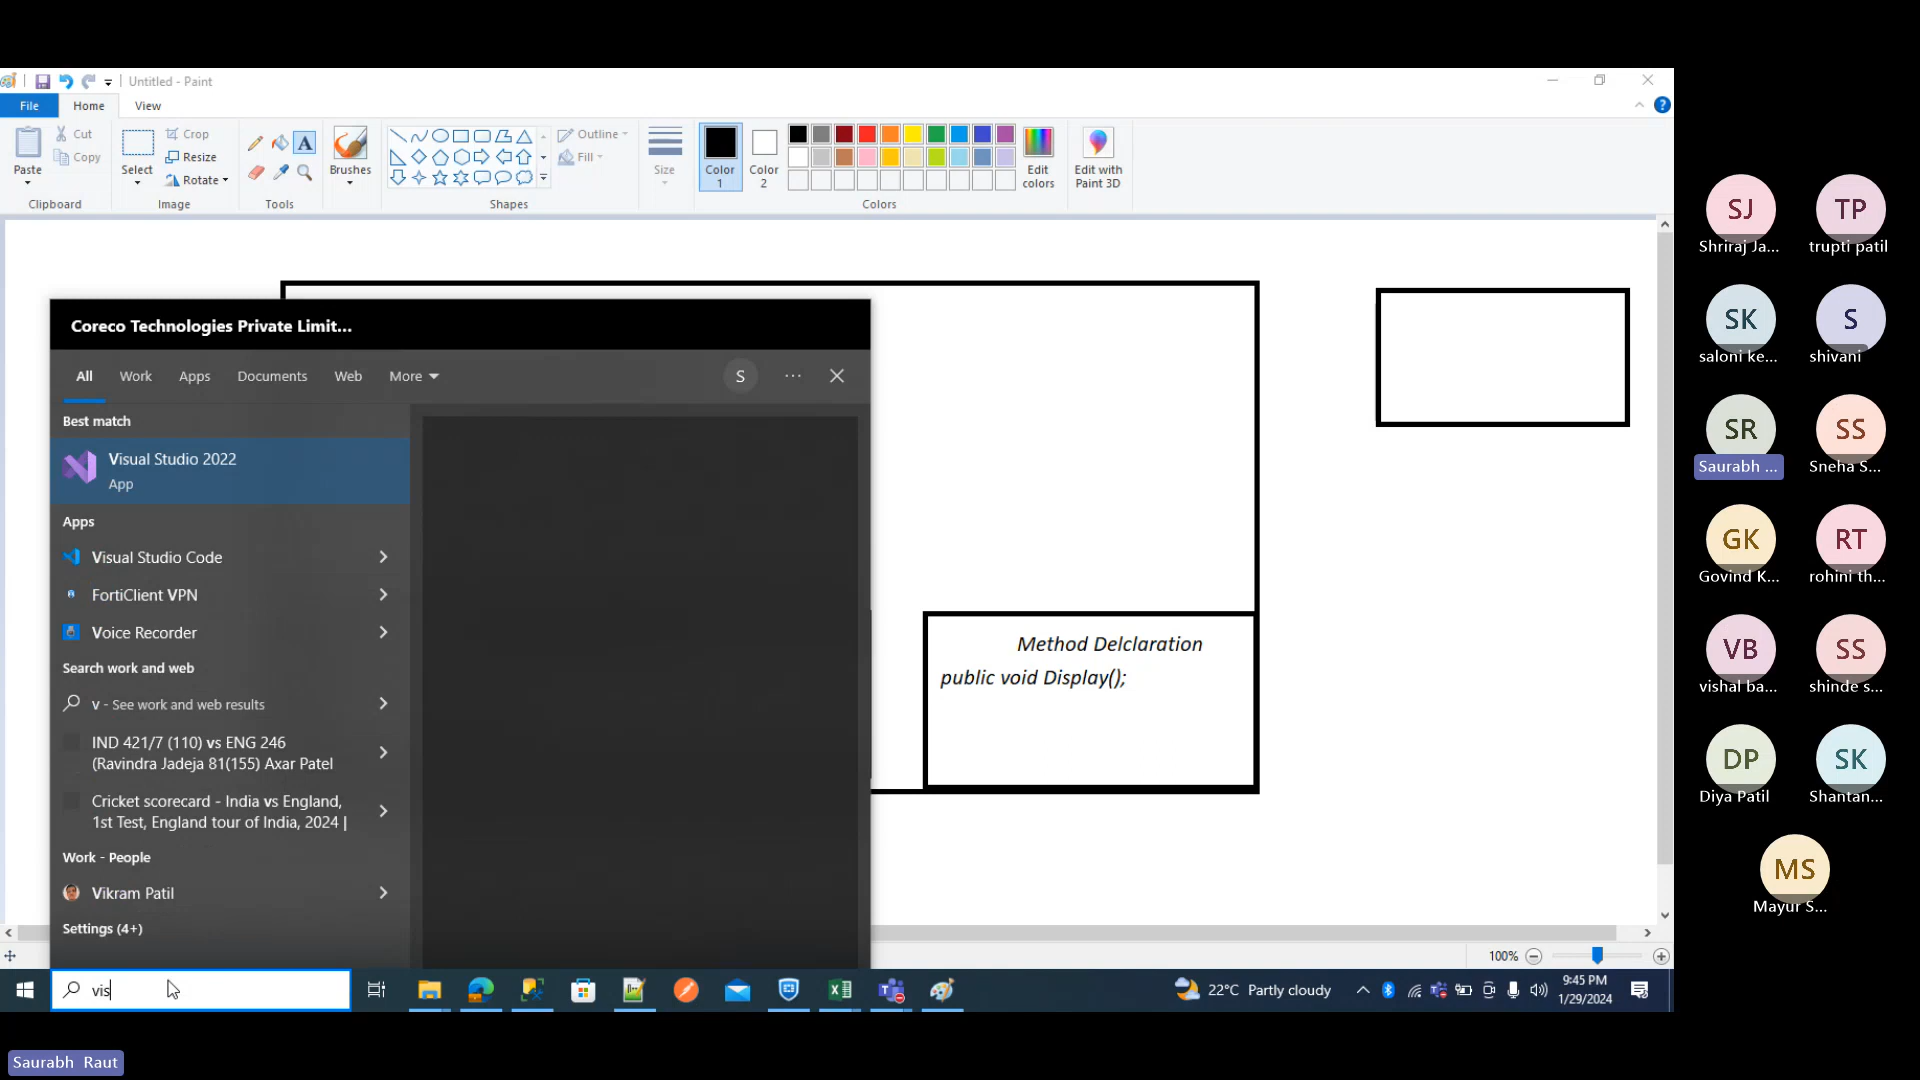 Untitled - Paint
File
Home
View
Paste
Cut
Copy
Clipboard
Select
Crop
Resize
Rotate
Image
A
Tools
Brushes
Shapes
Outline
Fill
Size
Color
1
Color
2
Edit
colors
Colors
Edit with
Paint 3D
Method Delclaration
public void Display();
Coreco Technologies Private Limit...
All
Work
Apps
Documents
Web
More
S
Best match
Visual Studio 2022
App
Apps
Visual Studio Code
FortiClient VPN
Voice Recorder
Search work and web
v - See work and web results
IND 421/7 (110) vs ENG 246
(Ravindra Jadeja 81(155) Axar Patel
Cricket scorecard - India vs England,
1st Test, England tour of India, 2024 |
Work - People
Vikram Patil
Settings (4+)
100%
vis
22°C Partly cloudy
9:45 PM
1/29/2024
SJ
Shriraj Ja...
TP
trupti patil
SK
saloni ke...
S
shivani
SR
Saurabh ...
SS
Sneha S...
GK
Govind K...
RT
rohini th...
VB
vishal ba...
SS
shinde s...
DP
Diya Patil
SK
Shantan...
MS
Mayur S...
Saurabh Raut